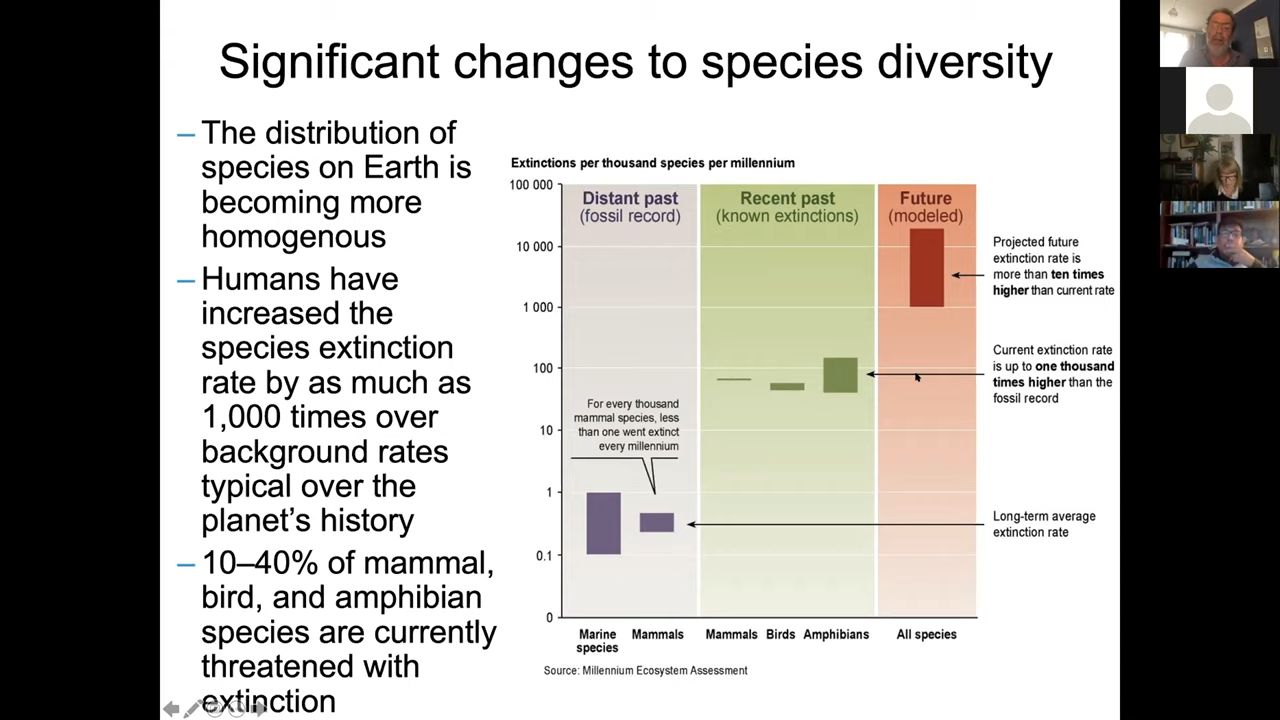 Significant changes to species diversity
– The distribution of
species on Earth is
becoming more
homogenous
– Humans have
increased the
species extinction
rate by as much as
1,000 times over
background rates
typical over the
planet’s history
– 10–40% of mammal,
bird, and amphibian
species are currently
threatened with
extinction
Extinctions per thousand species per millennium
100 000
10 000
1 000
100
10
1
0.1
0
Distant past
(fossil record)
Recent past
(known extinctions)
Future
(modeled)
For every thousand
mammal species, less
than one went extinct
every millennium
Projected future
extinction rate is
more than ten times
higher than current rate
Current extinction rate
is up to one thousand
times higher than the
fossil record
Long-term average
extinction rate
Marine
species
Mammals
Mammals
Birds
Amphibians
All species
Source: Millennium Ecosystem Assessment